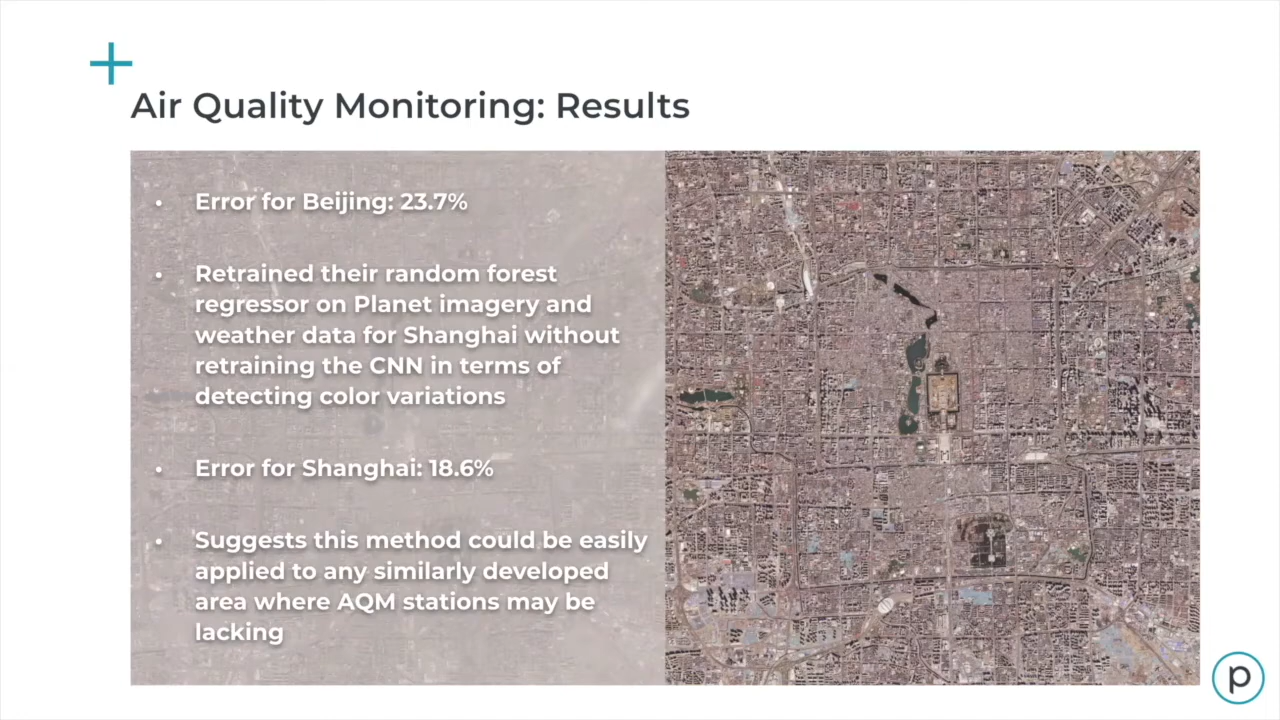 Air Quality Monitoring: Results
• Error for Beijing: 23.7%
• Retrained their random forest
regressor on Planet imagery and
weather data for Shanghai without
retraining the CNN in terms of
detecting color variations
• Error for Shanghai: 18.6%
• Suggests this method could be easily
applied to any similarly developed
area where AQM stations may be
lacking
p